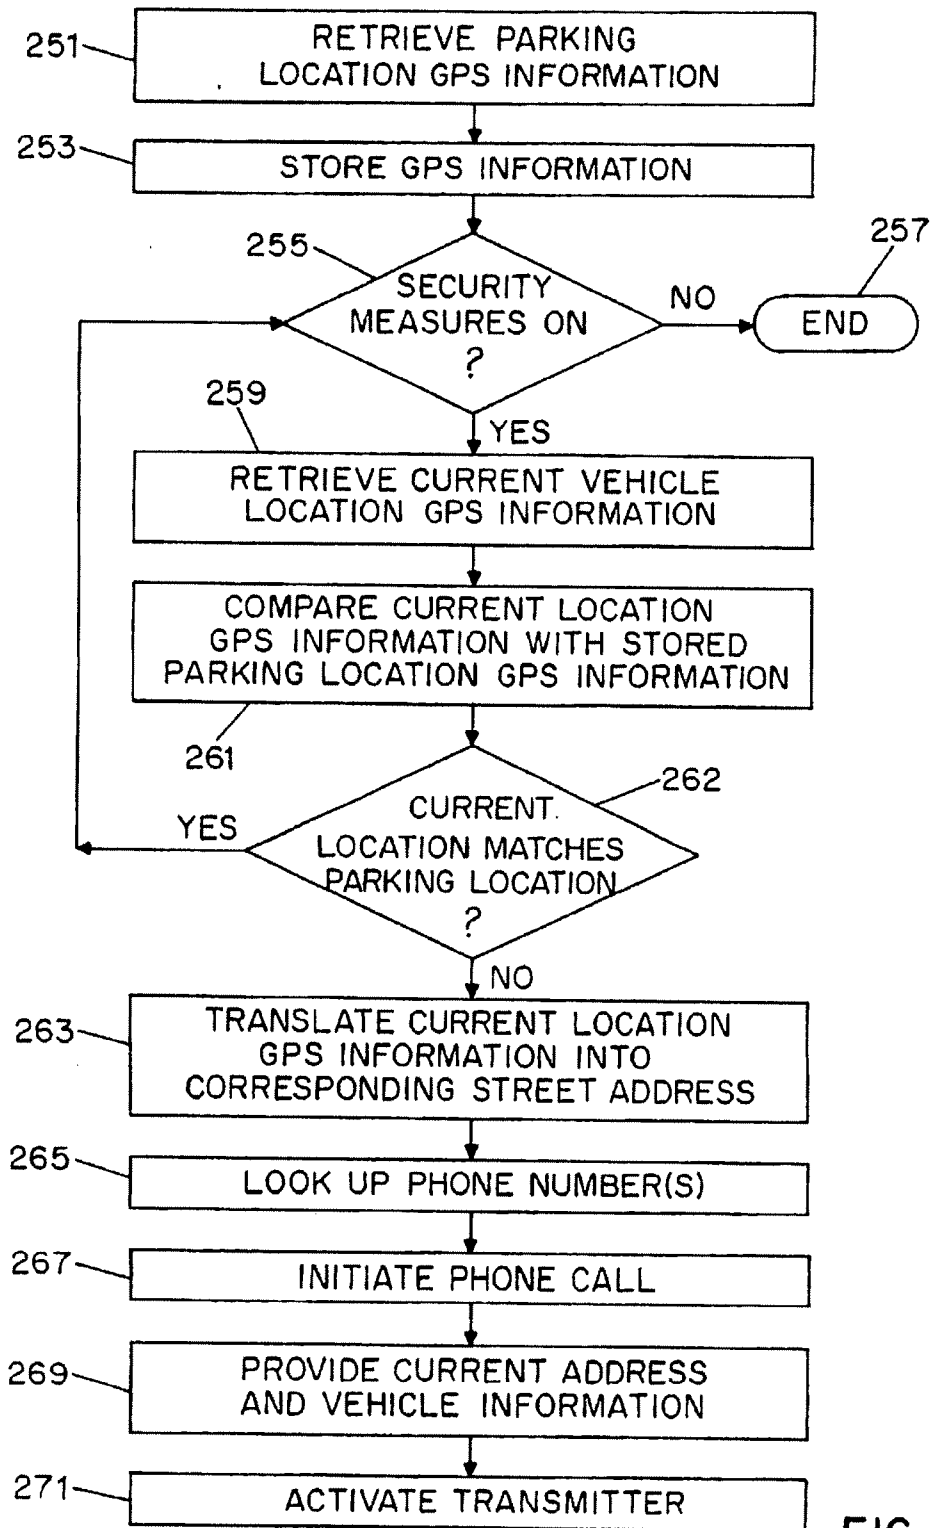 251
RETRIEVE PARKING
LOCATION GPS INFORMATION
253
STORE GPS INFORMATION
255
SECURITY
MEASURES ON
?
NO
257
END
YES
259
RETRIEVE CURRENT VEHICLE
LOCATION GPS INFORMATION
COMPARE CURRENT LOCATION
GPS INFORMATION WITH STORED
PARKING LOCATION GPS INFORMATION
261
262
CURRENT
LOCATION MATCHES
PARKING LOCATION
?
YES
NO
263
TRANSLATE CURRENT LOCATION
GPS INFORMATION INTO
CORRESPONDING STREET ADDRESS
265
LOOK UP PHONE NUMBER(S)
267
INITIATE PHONE CALL
269
PROVIDE CURRENT ADDRESS
AND VEHICLE INFORMATION
271
ACTIVATE TRANSMITTER
FIG